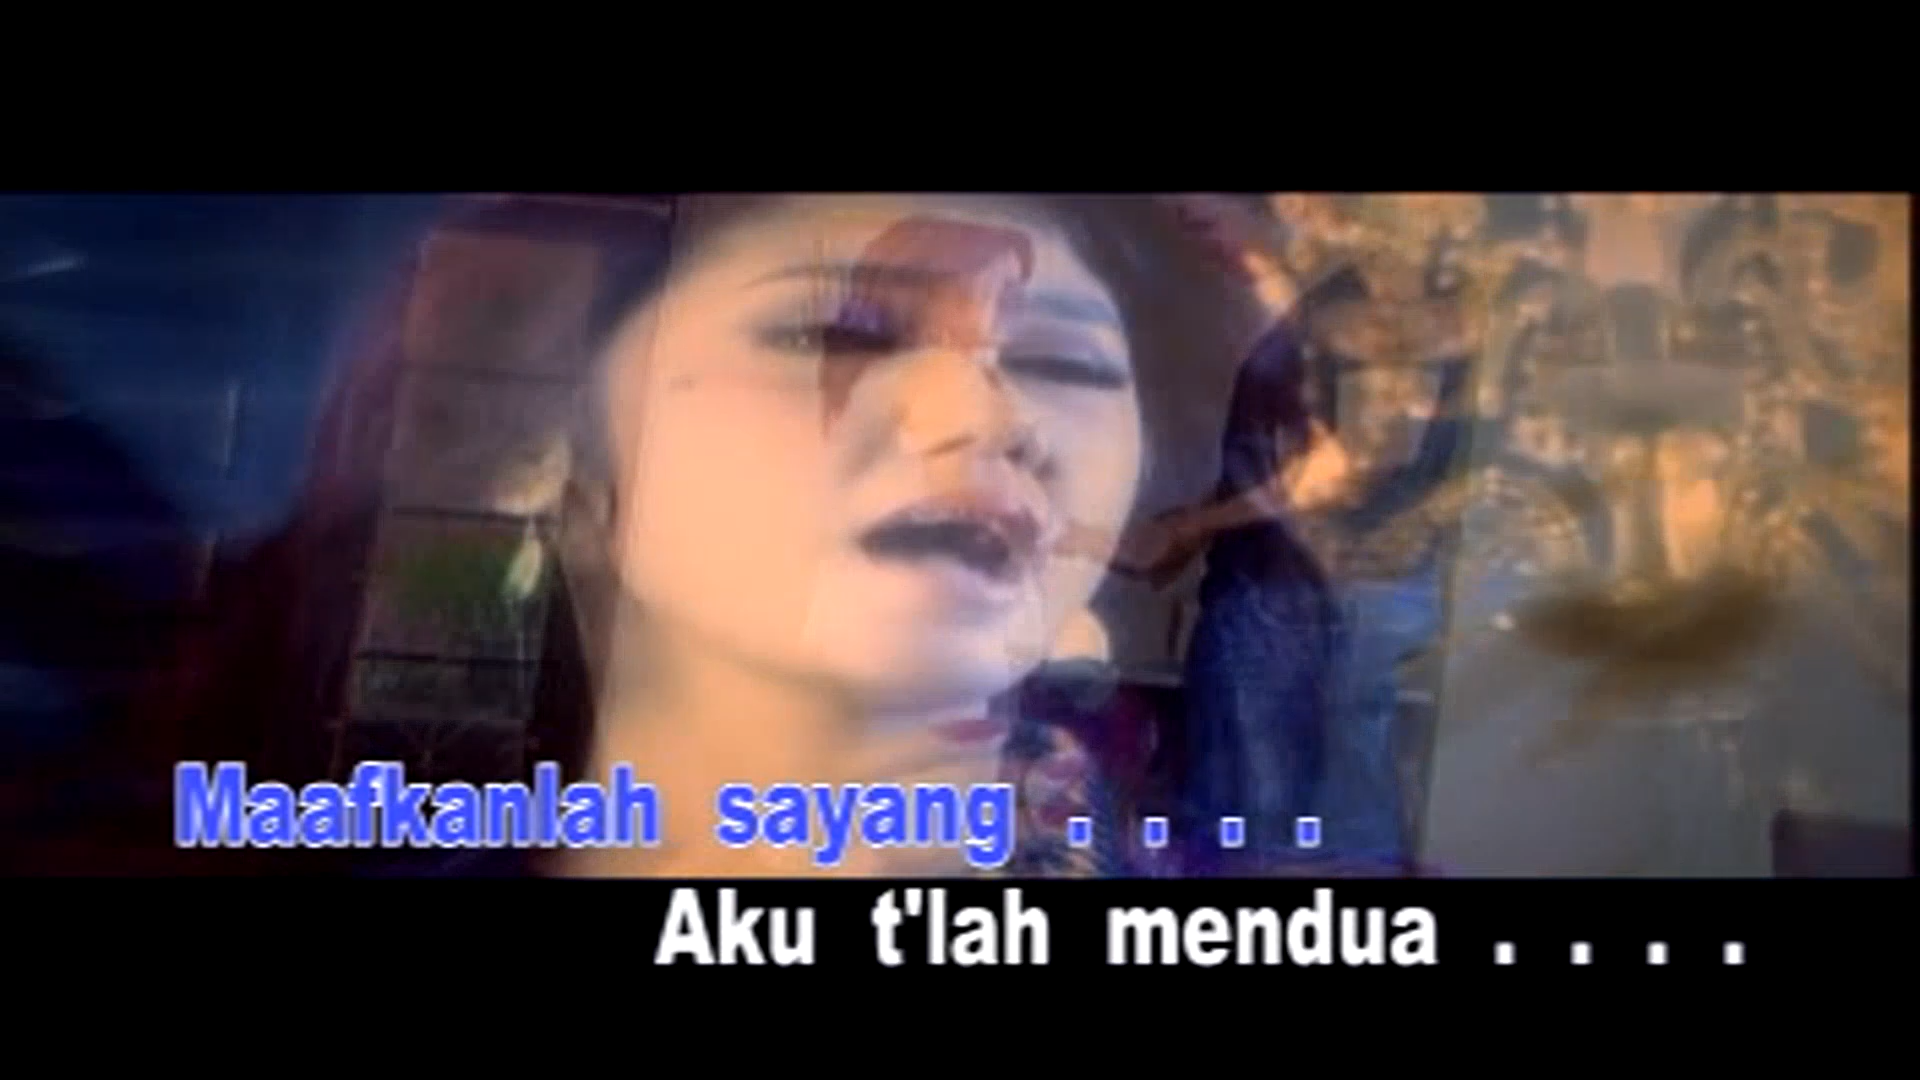 Maafkanlah sayang . . . .
Aku t'lah mendua . . . .